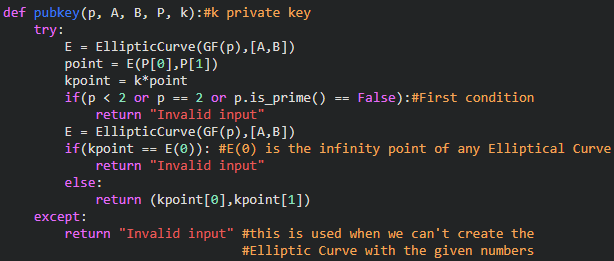 def pubkey(p, A, B, P, k):#k private key
    try:
        E = EllipticCurve(GF(p),[A,B])
        point = E(P[0],P[1])
        kpoint = k*point
        if(p < 2 or p == 2 or p.is_prime() == False):#First condition
            return "Invalid input"
        E = EllipticCurve(GF(p),[A,B])
        if(kpoint == E(0)): #E(0) is the infinity point of any Elliptical Curve
            return "Invalid input"
        else:
            return (kpoint[0],kpoint[1])
    except:
        return "Invalid input" #this is used when we can't create the
                               #Elliptic Curve with the given numbers